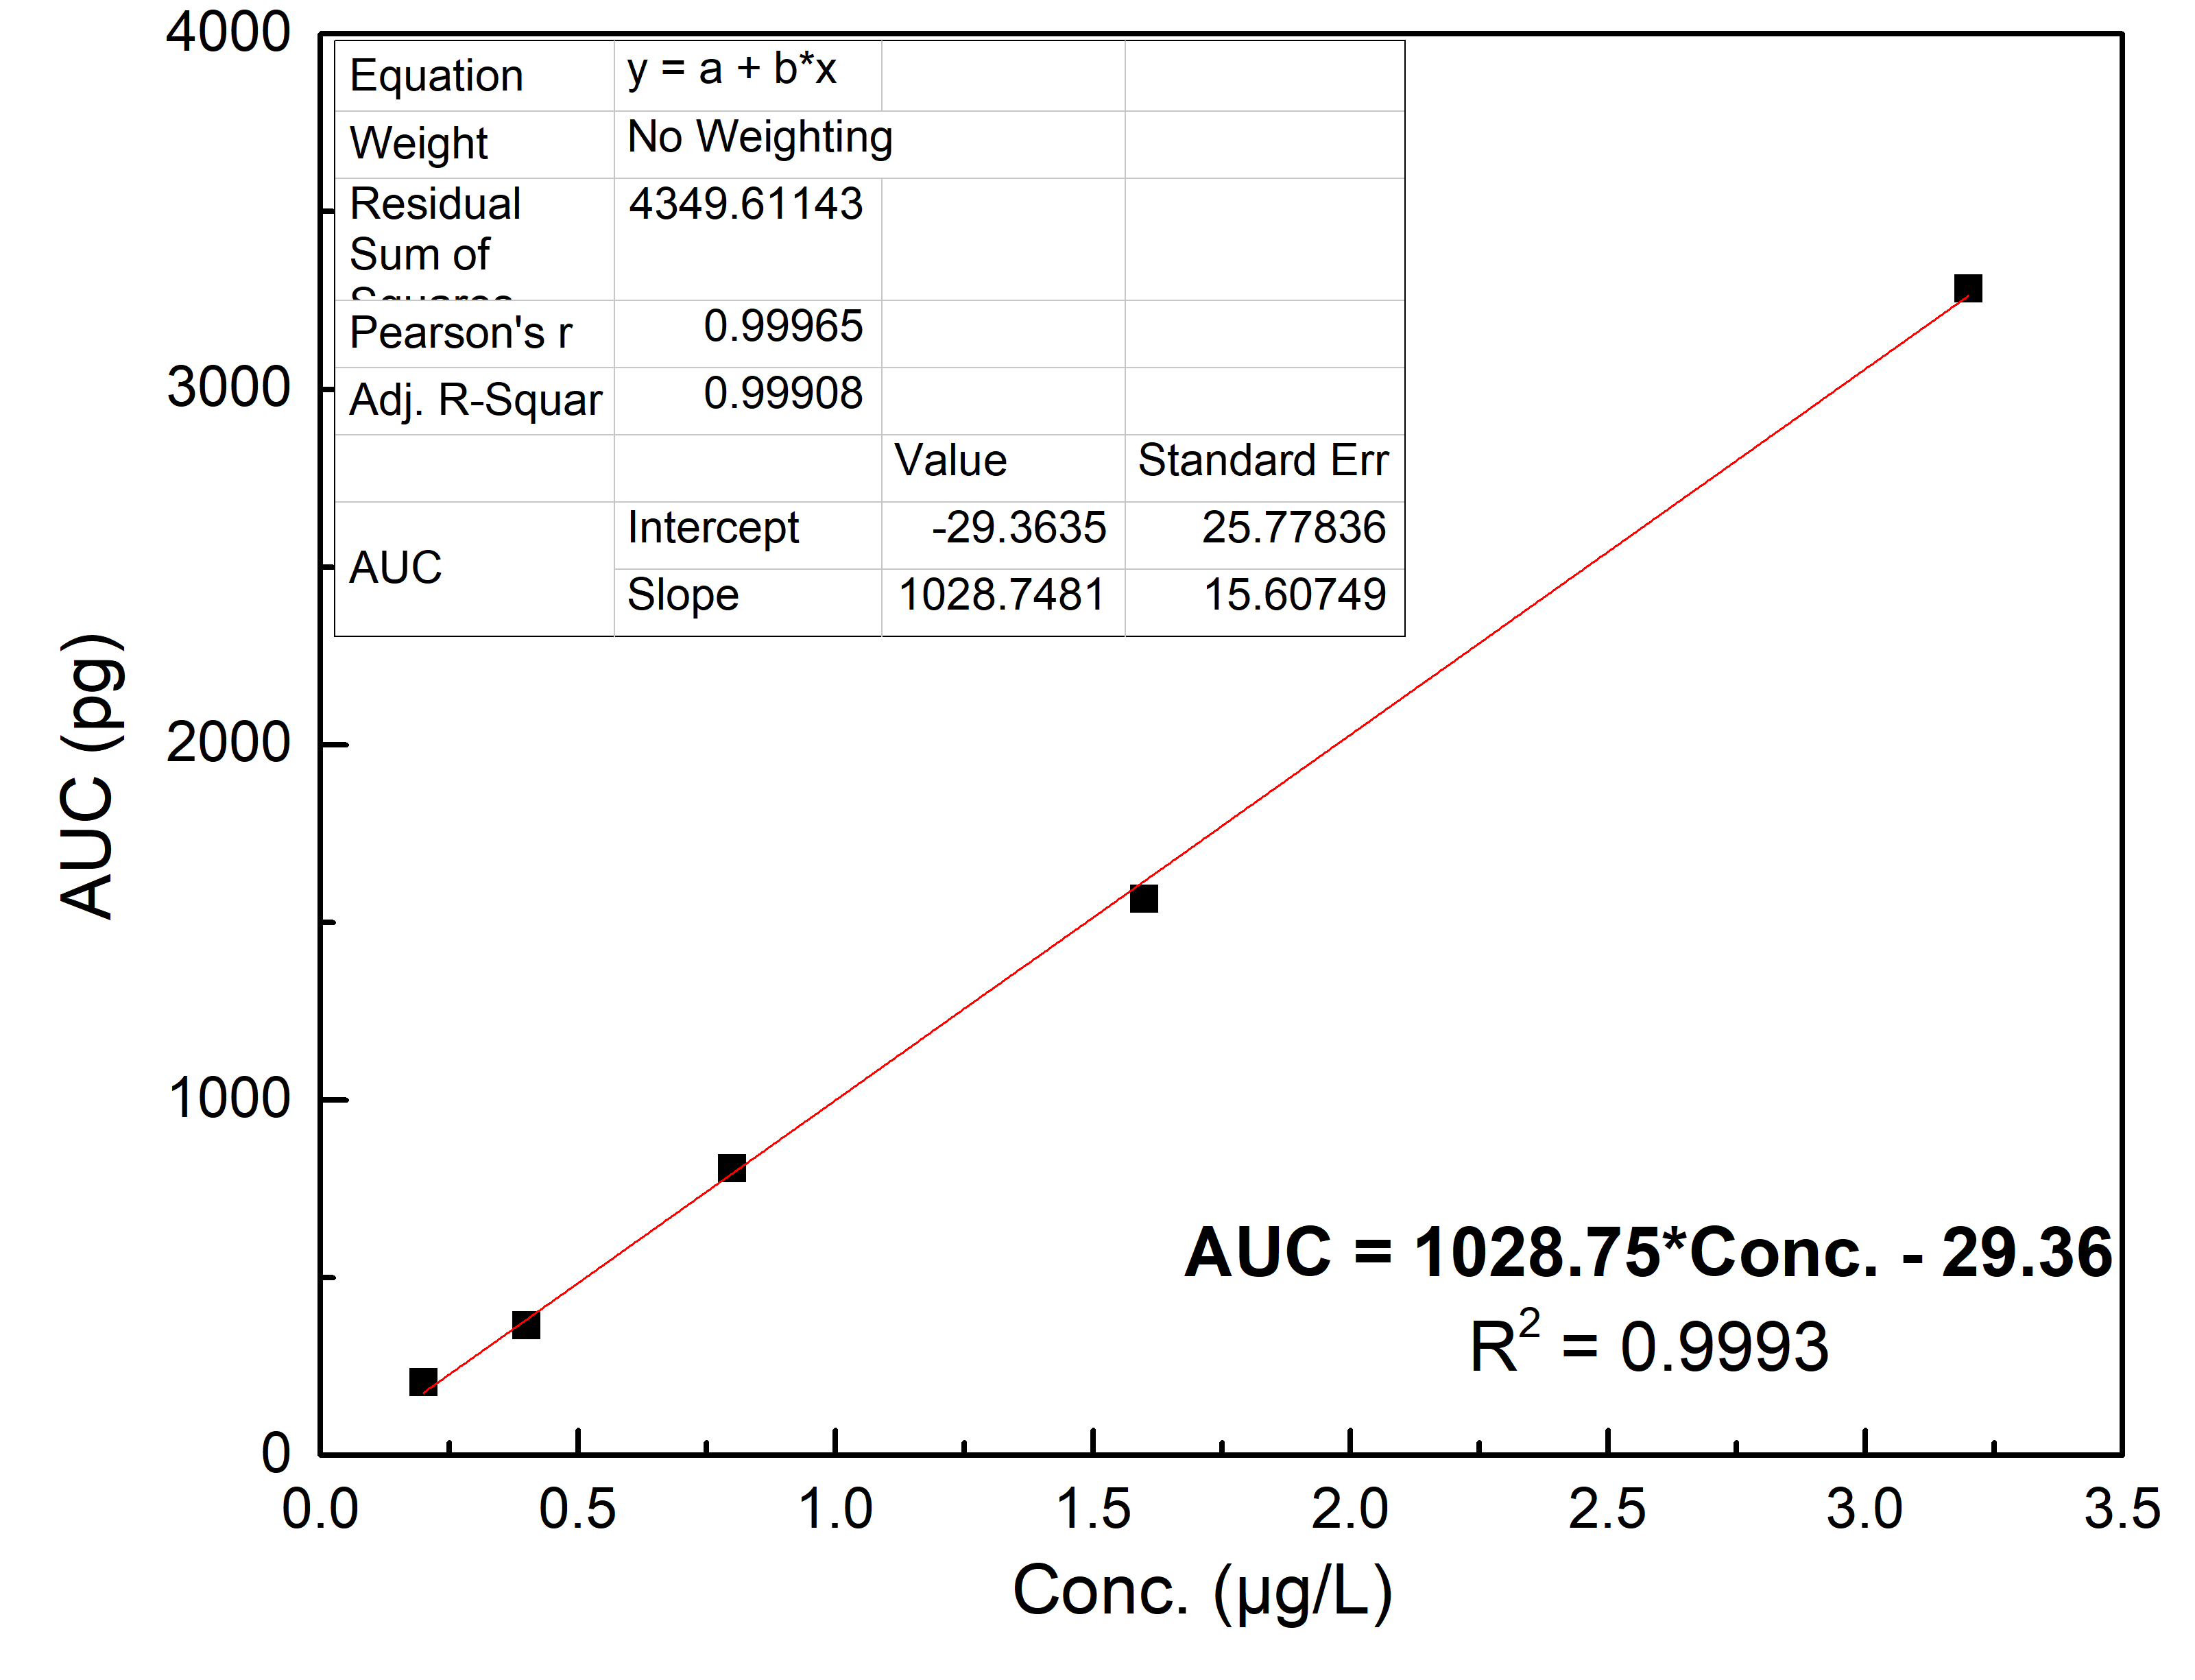 4000
3000
2000
1000
0
AUC (pg)
Equation y = a + b*x
Weight No Weighting
Residual 4349.61143
Sum of
Squares
Pearson's r 0.99965
Adj. R-Squar 0.99908
Value Standard Err
AUC
Intercept -29.3635 25.77836
Slope 1028.7481 15.60749
AUC = 1028.75*Conc. - 29.36
R² = 0.9993
0.0 0.5 1.0 1.5 2.0 2.5 3.0 3.5
Conc. (µg/L)